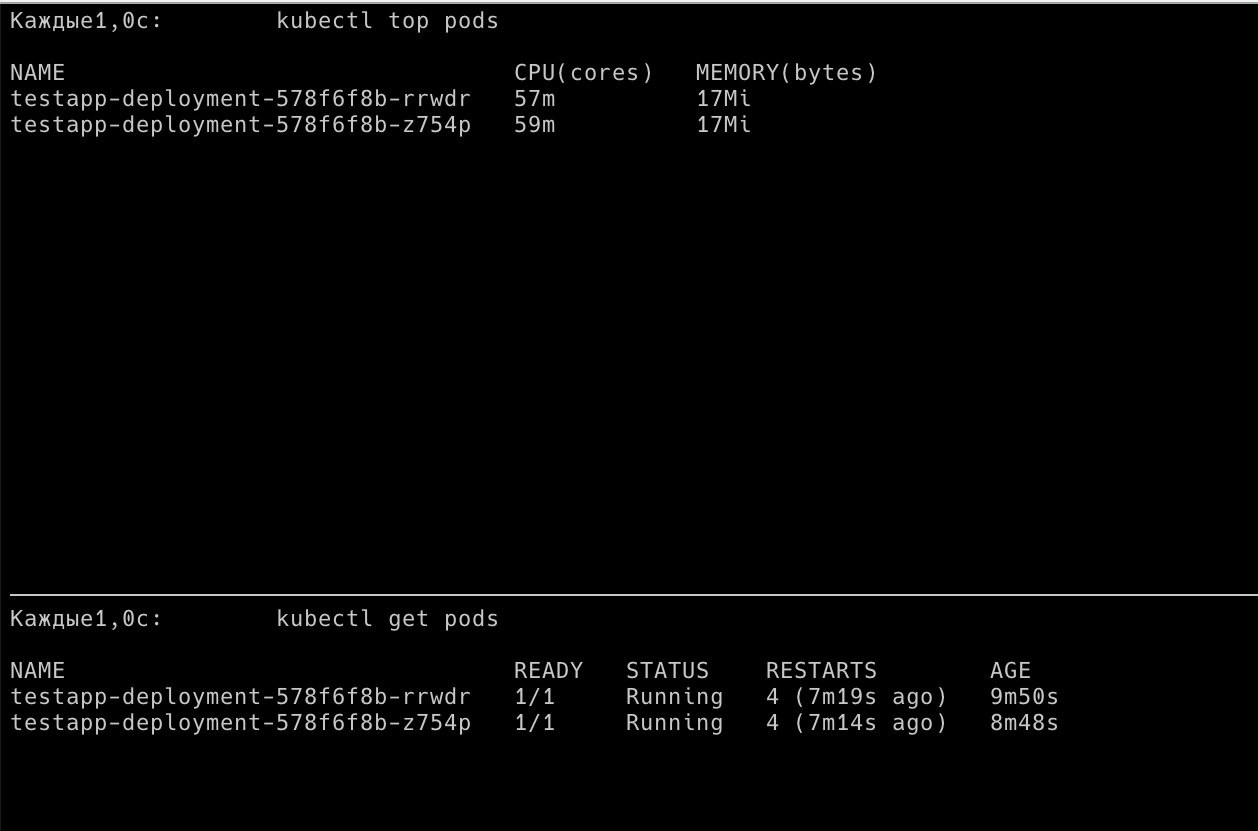 Каждые1,0с: kubectl top pods
NAME CPU(cores) MEMORY(bytes)
testapp-deployment-578f6f8b-rrwdr 57m 17Mi
testapp-deployment-578f6f8b-z754p 59m 17Mi
Каждые1,0с: kubectl get pods
NAME READY STATUS RESTARTS AGE
testapp-deployment-578f6f8b-rrwdr 1/1 Running 4 (7m19s ago) 9m50s
testapp-deployment-578f6f8b-z754p 1/1 Running 4 (7m14s ago) 8m48s